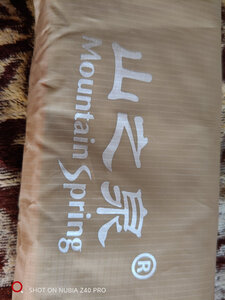 山之泉®
Mountain Spring
SHOT ON NUBIA Z40 PRO